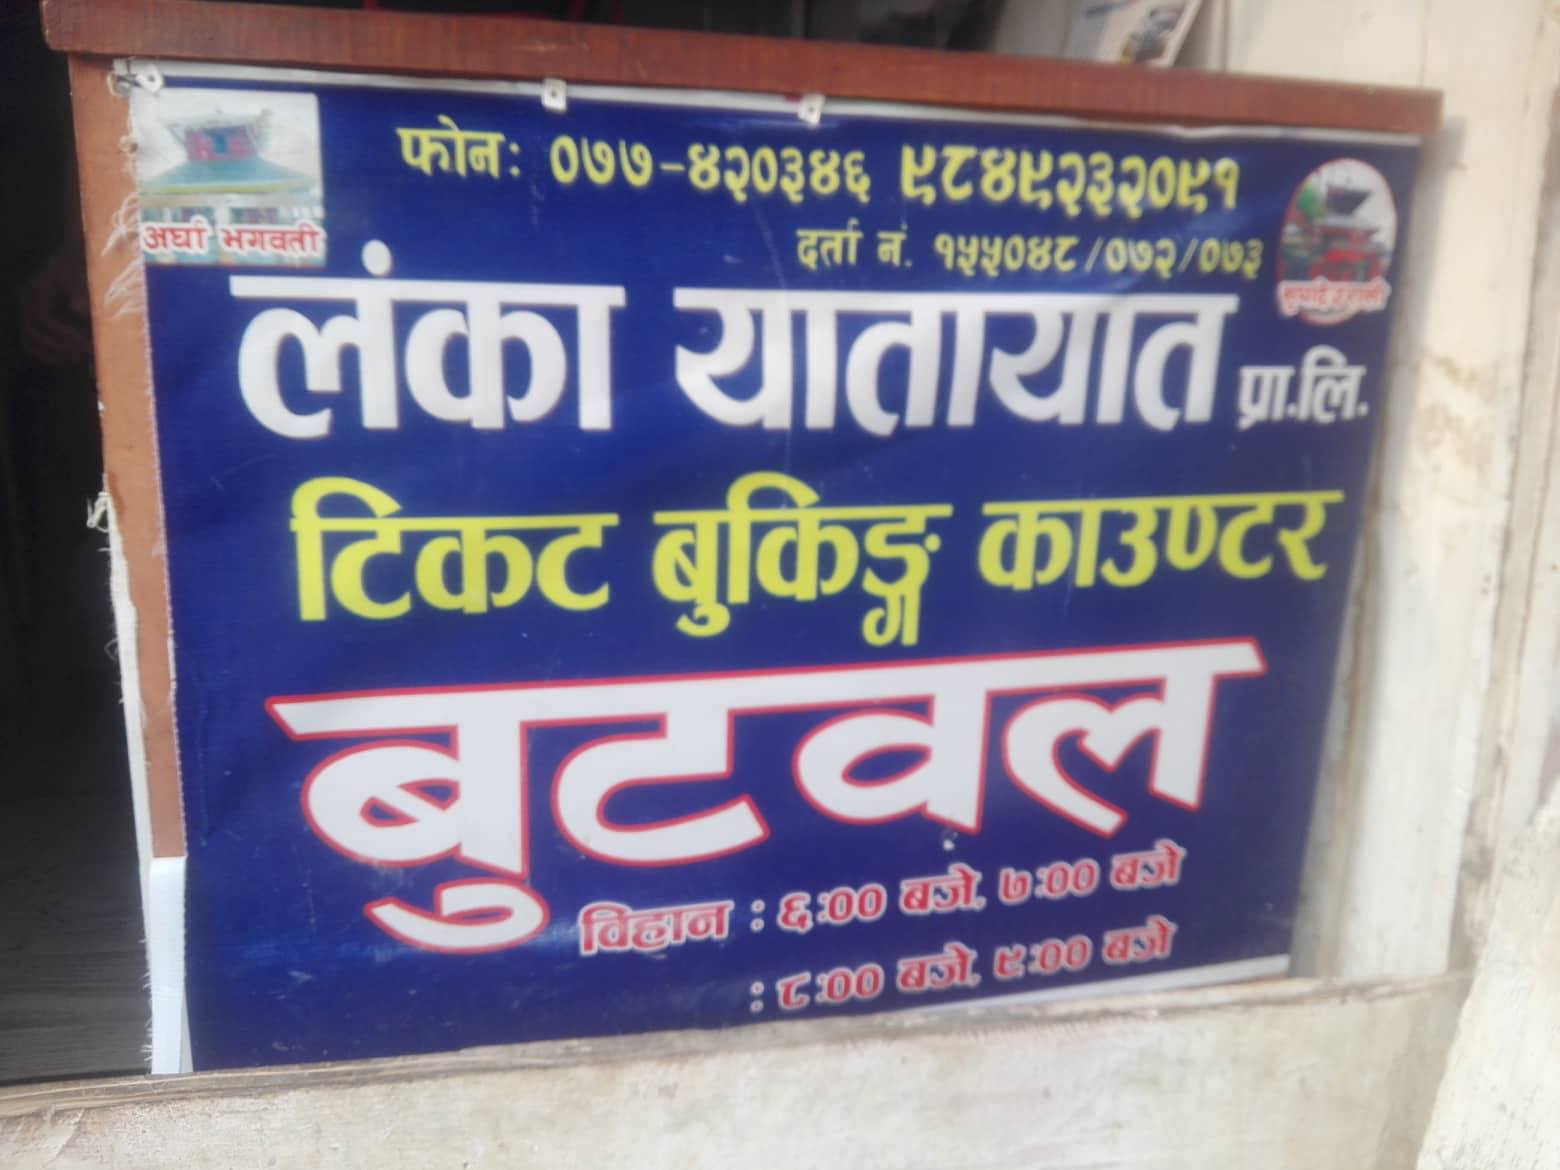 फोन: ०७७-४२०३४६ ९८४९२३२०९१
अर्घा भगवती
दर्ता नं. १५५०४८/०७२/०७३
लंका यातायात प्रा.लि.
टिकट बुकिङ्ग काउण्टर
बुटवल
विहान : ६:०० बजे, ७:०० बजे
: ८:०० बजे, ९:०० बजे